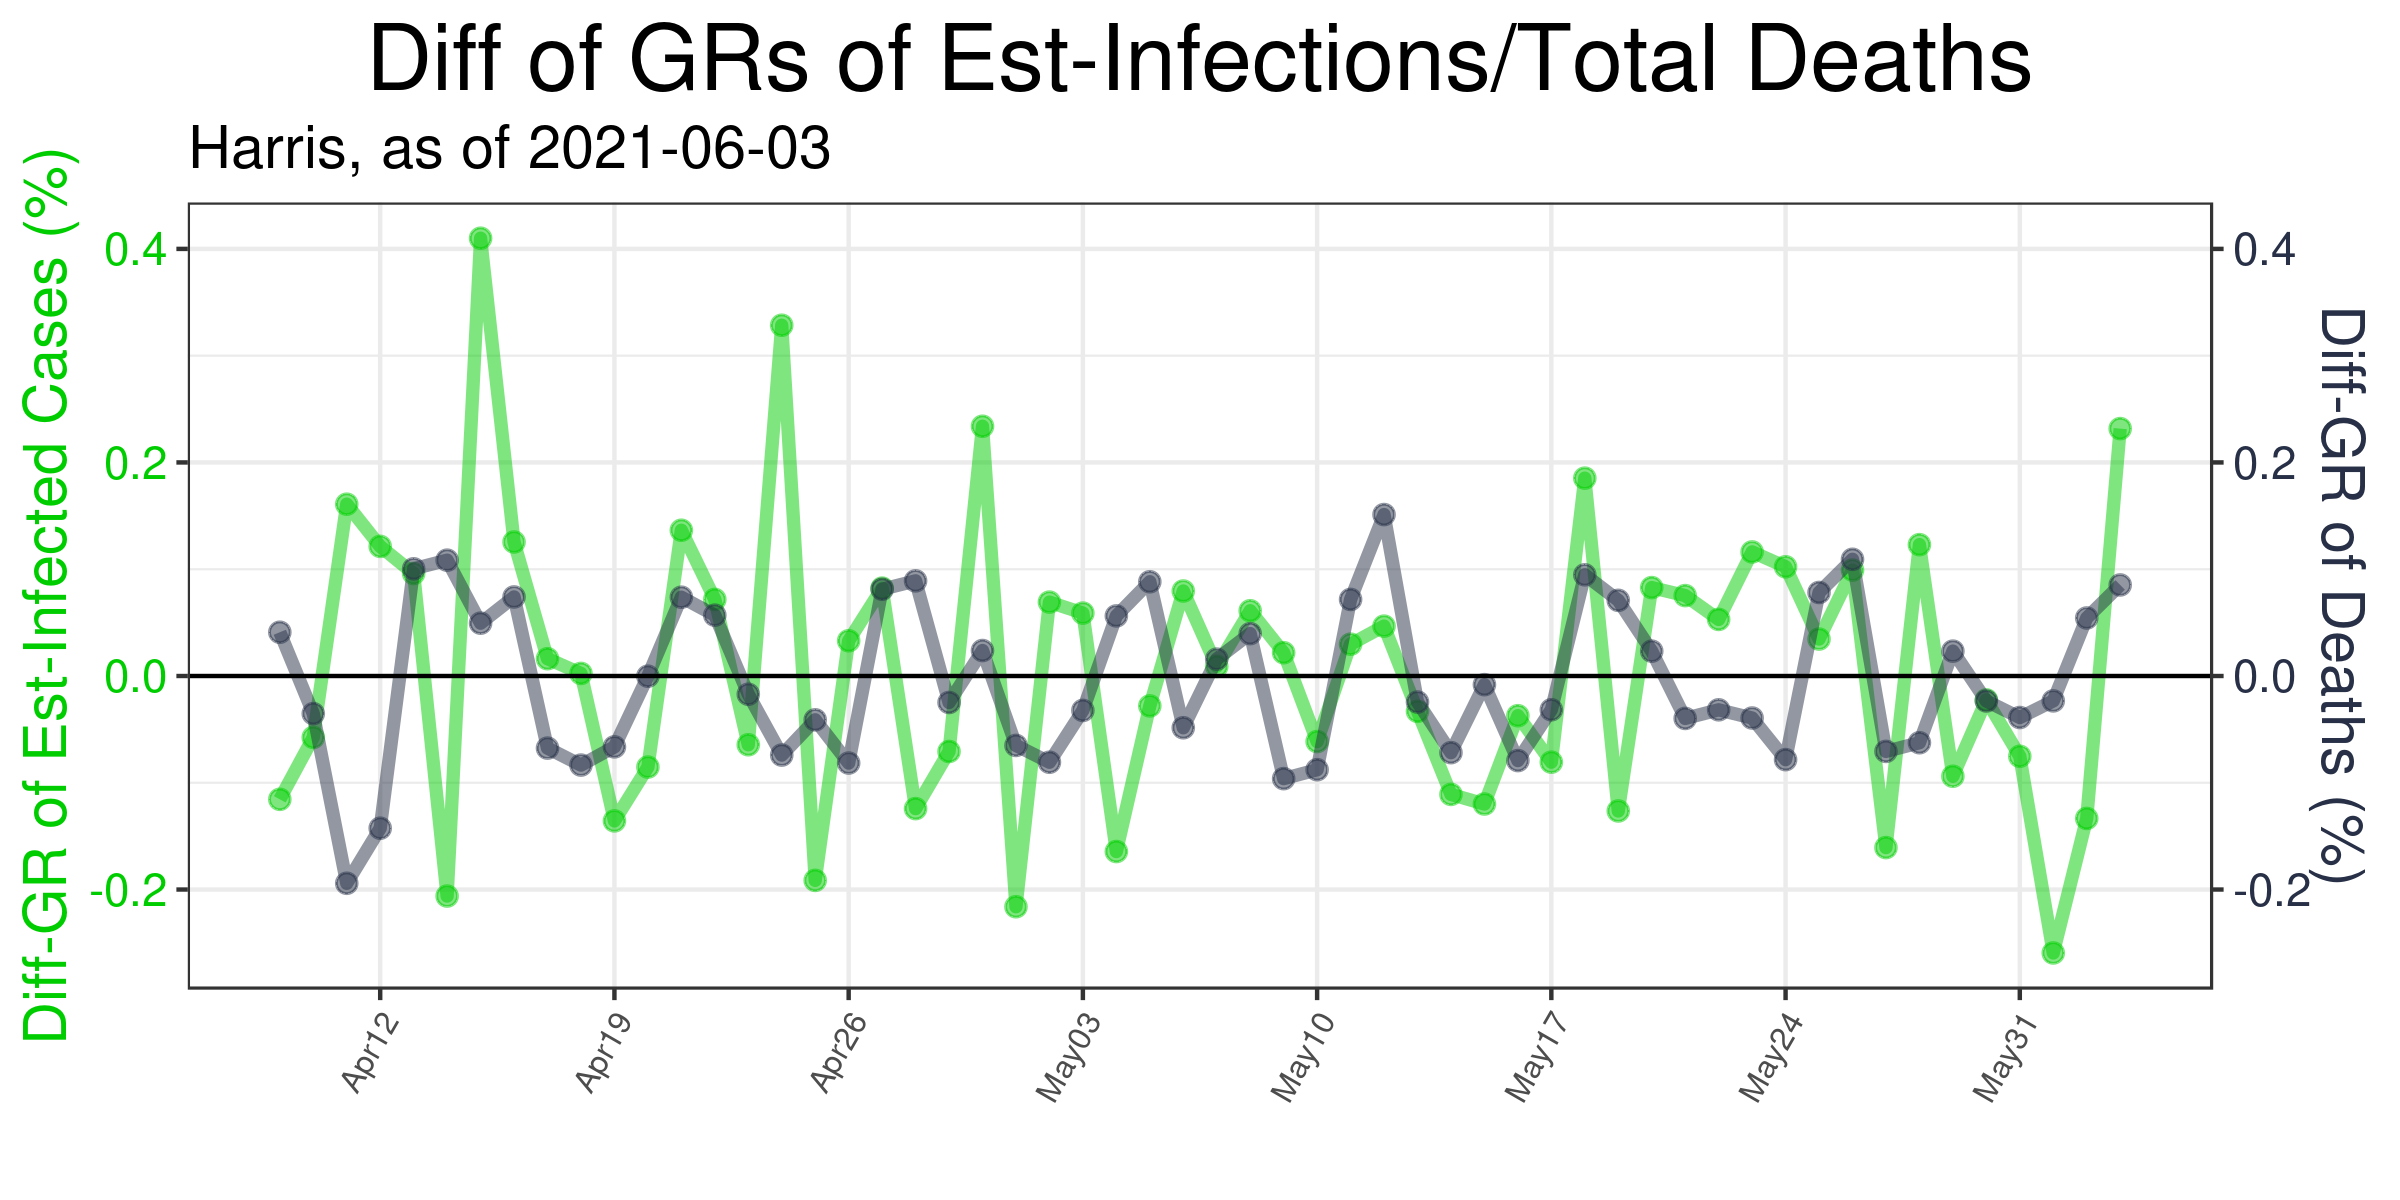 Diff of GRs of Est-Infections/Total Deaths
Harris, as of 2021-06-03
Diff-GR of Est-Infected Cases (%)
0.4
0.2
0.0
-0.2
0.4
0.2
0.0
-0.2
Diff-GR of Deaths (%)
Apr12
Apr19
Apr26
May03
May10
May17
May24
May31